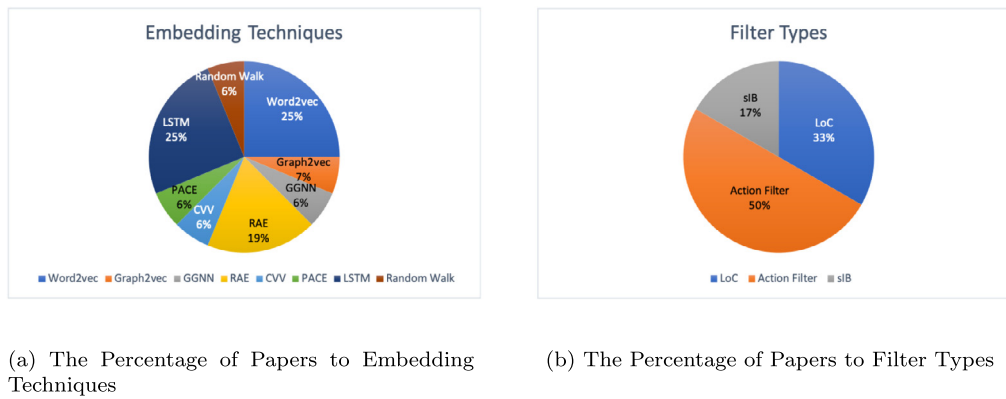 Embedding Techniques
Random Walk
6%
Word2vec
25%
LSTM
25%
Graph2vec
7%
PACE
6%
GGNN
6%
CVV
6%
RAE
19%
Word2vec Graph2vec GGNN RAE CVV PACE LSTM Random Walk
(a) The Percentage of Papers to Embedding
Techniques
Filter Types
sIB
17%
LoC
33%
Action Filter
50%
LoC Action Filter sIB
(b) The Percentage of Papers to Filter Types